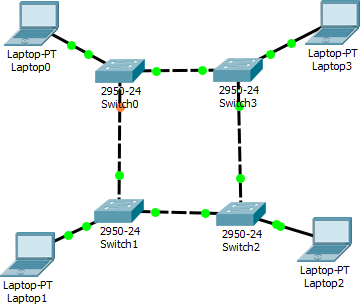 Laptop-PT
Laptop0
2950-24
Switch0
2950-24
Switch3
Laptop-PT
Laptop3
2950-24
Switch1
2950-24
Switch2
Laptop-PT
Laptop1
Laptop-PT
Laptop2